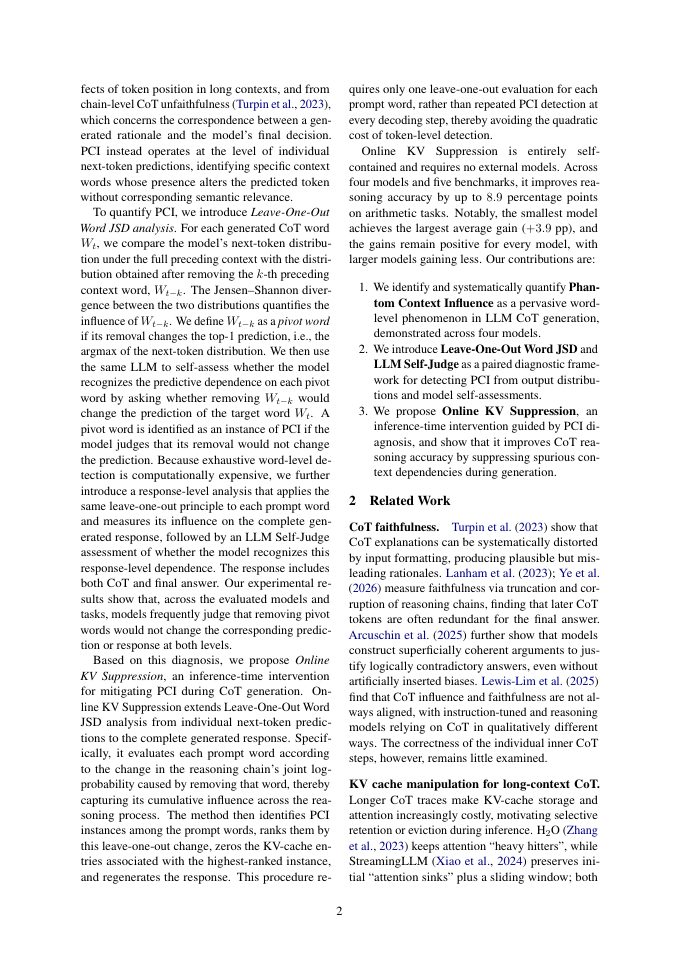 fects of token position in long contexts, and from
chain-level CoT unfaithfulness (Turpin et al., 2023),
which concerns the correspondence between a gen-
erated rationale and the model's final decision.
PCI instead operates at the level of individual
next-token predictions, identifying specific context
words whose presence alters the predicted token
without corresponding semantic relevance.
To quantify PCI, we introduce Leave-One-Out
Word JSD analysis. For each generated CoT word
W_t, we compare the model's next-token distribu-
tion under the full preceding context with the distri-
bution obtained after removing the k-th preceding
context word, W_{t−k}. The Jensen–Shannon diver-
gence between the two distributions quantifies the
influence of W_{t−k}. We define W_{t−k} as a pivot word
if its removal changes the top-1 prediction, i.e., the
argmax of the next-token distribution. We then use
the same LLM to self-assess whether the model
recognizes the predictive dependence on each pivot
word by asking whether removing W_{t−k} would
change the prediction of the target word W_t. A
pivot word is identified as an instance of PCI if the
model judges that its removal would not change
the prediction. Because exhaustive word-level de-
tection is computationally expensive, we further
introduce a response-level analysis that applies the
same leave-one-out principle to each prompt word
and measures its influence on the complete gen-
erated response, followed by an LLM Self-Judge
assessment of whether the model recognizes this
response-level dependence. The response includes
both CoT and final answer. Our experimental re-
sults show that, across the evaluated models and
tasks, models frequently judge that removing pivot
words would not change the corresponding predic-
tion or response at both levels.
Based on this diagnosis, we propose Online
KV Suppression, an inference-time intervention
for mitigating PCI during CoT generation. On-
line KV Suppression extends Leave-One-Out Word
JSD analysis from individual next-token predic-
tions to the complete generated response. Specif-
ically, it evaluates each prompt word according
to the change in the reasoning chain's joint log-
probability caused by removing that word, thereby
capturing its cumulative influence across the rea-
soning process. The method then identifies PCI
instances among the prompt words, ranks them by
this leave-one-out change, zeros the KV-cache en-
tries associated with the highest-ranked instance,
and regenerates the response. This procedure re-
quires only one leave-one-out evaluation for each
prompt word, rather than repeated PCI detection at
every decoding step, thereby avoiding the quadratic
cost of token-level detection.
Online KV Suppression is entirely self-
contained and requires no external models. Across
four models and five benchmarks, it improves rea-
soning accuracy by up to 8.9 percentage points
on arithmetic tasks. Notably, the smallest model
achieves the largest average gain (+3.9 pp), and
the gains remain positive for every model, with
larger models gaining less. Our contributions are:
1. We identify and systematically quantify Phan-
tom Context Influence as a pervasive word-
level phenomenon in LLM CoT generation,
demonstrated across four models.
2. We introduce Leave-One-Out Word JSD and
LLM Self-Judge as a paired diagnostic frame-
work for detecting PCI from output distribu-
tions and model self-assessments.
3. We propose Online KV Suppression, an
inference-time intervention guided by PCI di-
agnosis, and show that it improves CoT rea-
soning accuracy by suppressing spurious con-
text dependencies during generation.
2 Related Work
CoT faithfulness. Turpin et al. (2023) show that
CoT explanations can be systematically distorted
by input formatting, producing plausible but mis-
leading rationales. Lanham et al. (2023); Ye et al.
(2026) measure faithfulness via truncation and cor-
ruption of reasoning chains, finding that later CoT
tokens are often redundant for the final answer.
Arcuschin et al. (2025) further show that models
construct superficially coherent arguments to jus-
tify logically contradictory answers, even without
artificially inserted biases. Lewis-Lim et al. (2025)
find that CoT influence and faithfulness are not al-
ways aligned, with instruction-tuned and reasoning
models relying on CoT in qualitatively different
ways. The correctness of the individual inner CoT
steps, however, remains little examined.
KV cache manipulation for long-context CoT.
Longer CoT traces make KV-cache storage and
attention increasingly costly, motivating selective
retention or eviction during inference. H₂O (Zhang
et al., 2023) keeps attention “heavy hitters”, while
StreamingLLM (Xiao et al., 2024) preserves ini-
tial “attention sinks” plus a sliding window; both
2